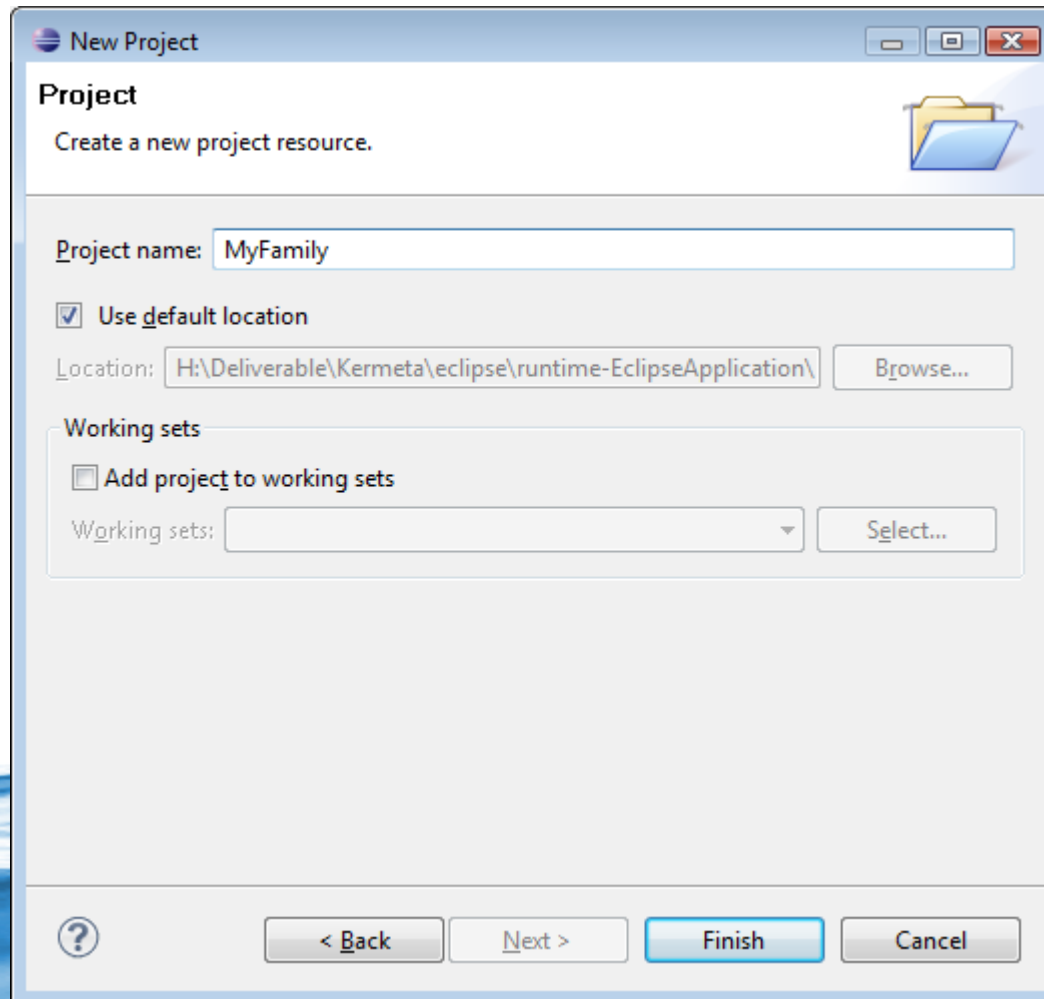 New Project
Project
Create a new project resource.
Project name: MyFamily
Use default location
Location: H:\Deliverable\Kermeta\eclipse\runtime-EclipseApplication\ Browse...
Working sets
Add project to working sets
Working sets: Select...
? < Back Next > Finish Cancel